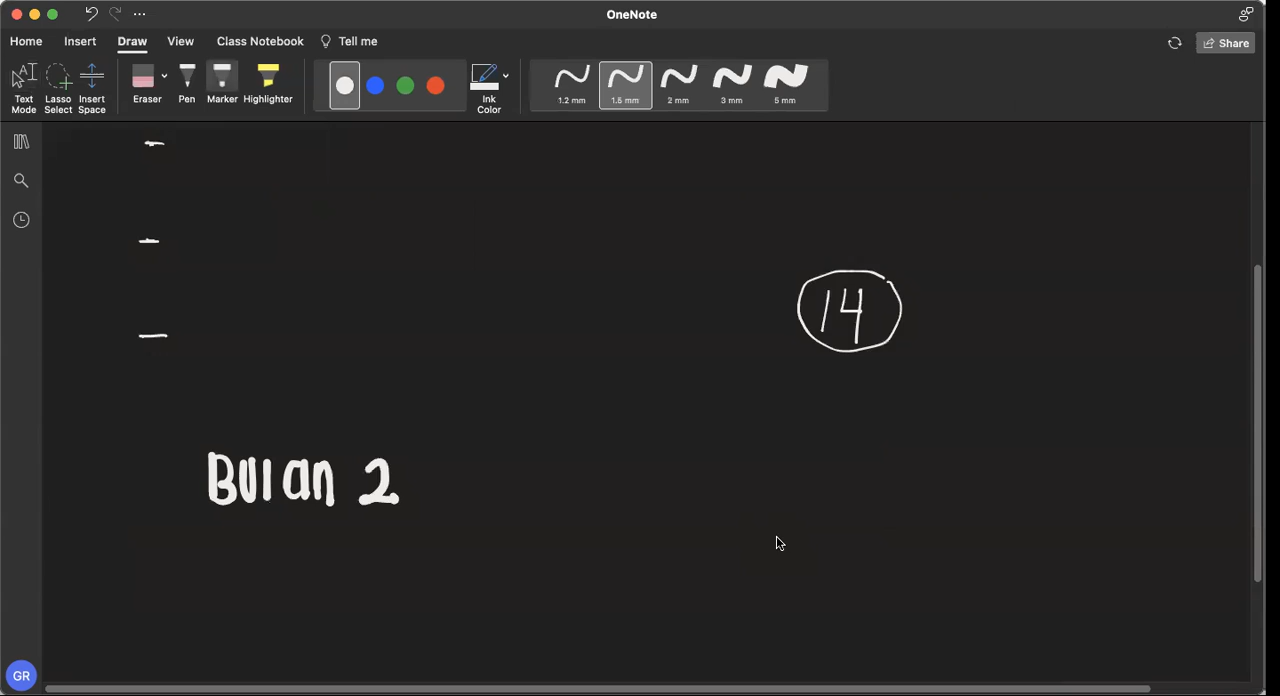 OneNote
Home Insert Draw View Class Notebook Tell me
Share
Text Mode
Lasso Select
Insert Space
Eraser
Pen
Marker
Highlighter
Ink Color
1.2 mm
1.5 mm
2 mm
3 mm
5 mm
14
Bulan 2
GR